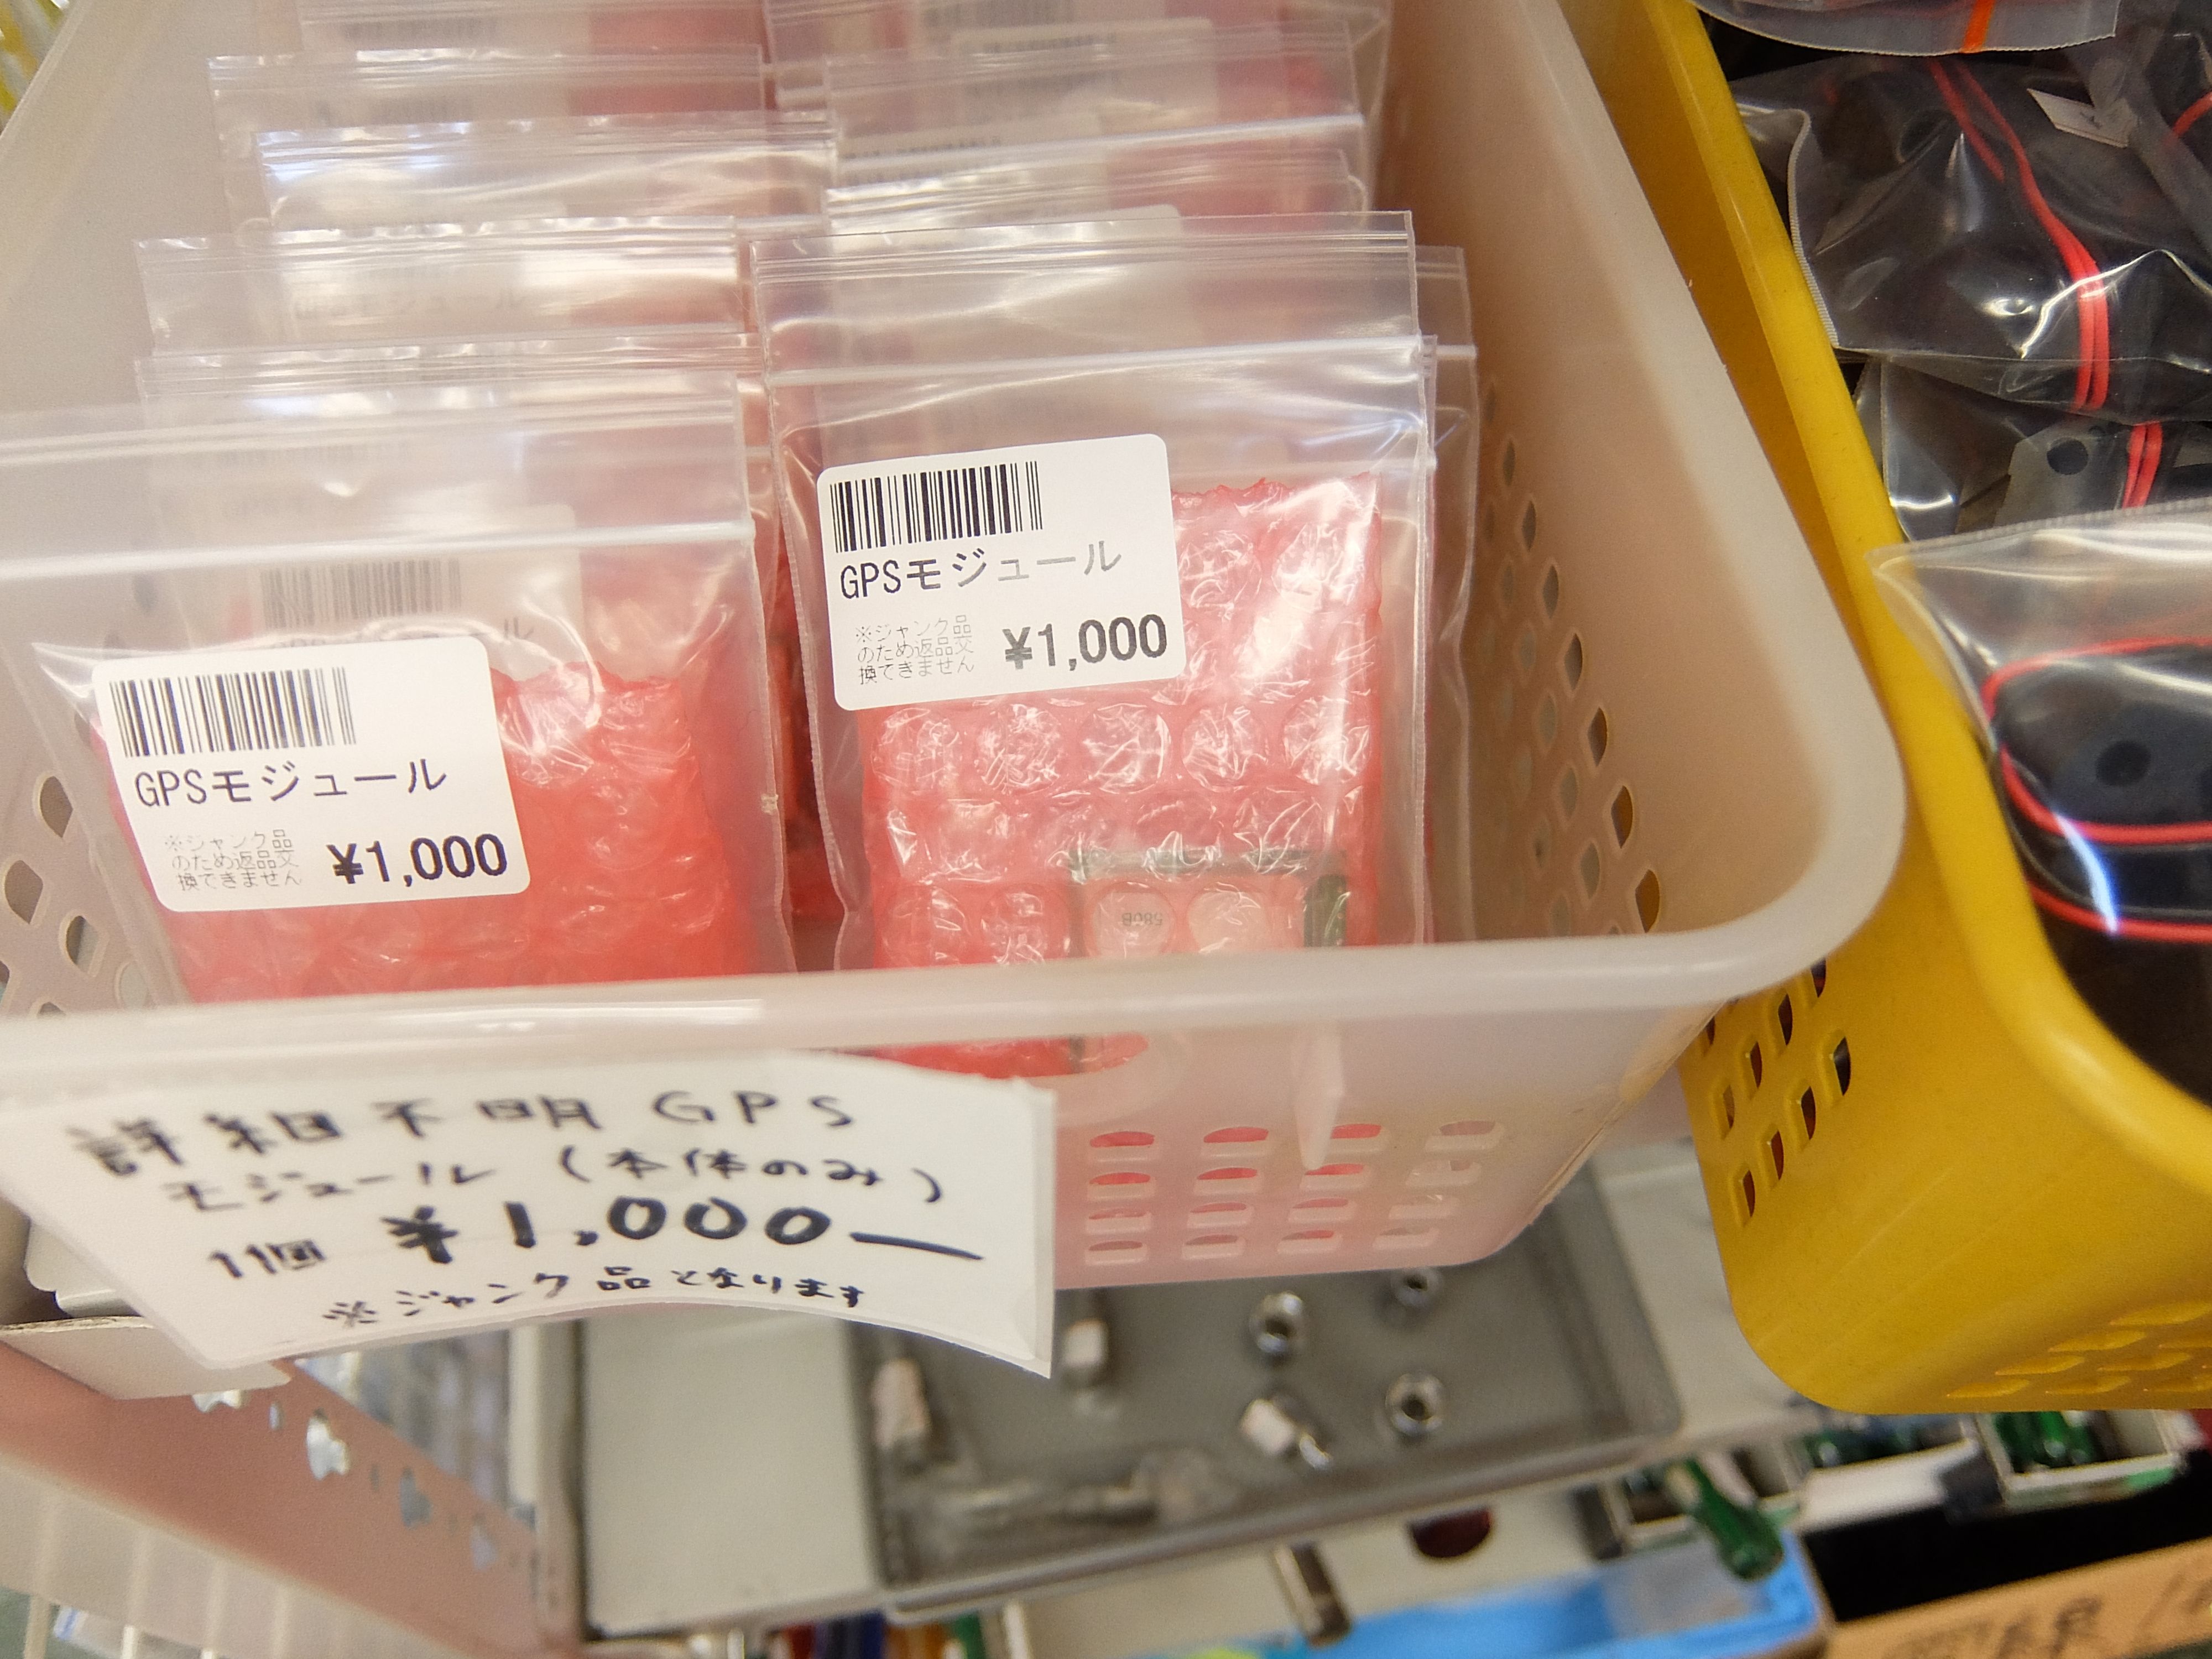 GPSモジュール
※ジャンク品
のため返品交
換できません
¥1,000
GPSモジュール
※ジャンク品
のため返品交
換できません
¥1,000
詳細不明GPS
モジュール(本体のみ)
1個 ¥1,000—
※ジャンク品となります